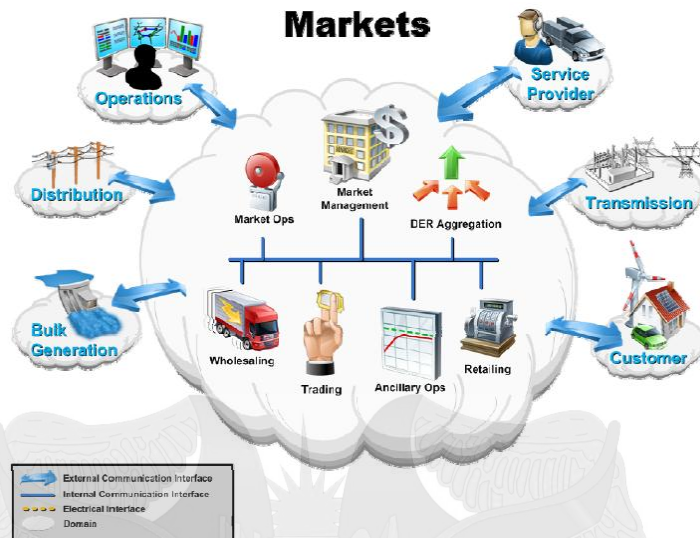 Markets
Operations
Service
Provider
Distribution
Market Ops
Market
Management
DER Aggregation
Transmission
Bulk
Generation
Wholesaling
Trading
Ancillary Ops
Retailing
Customer
External Communication Interface
Internal Communication Interface
Electrical Interface
Domain